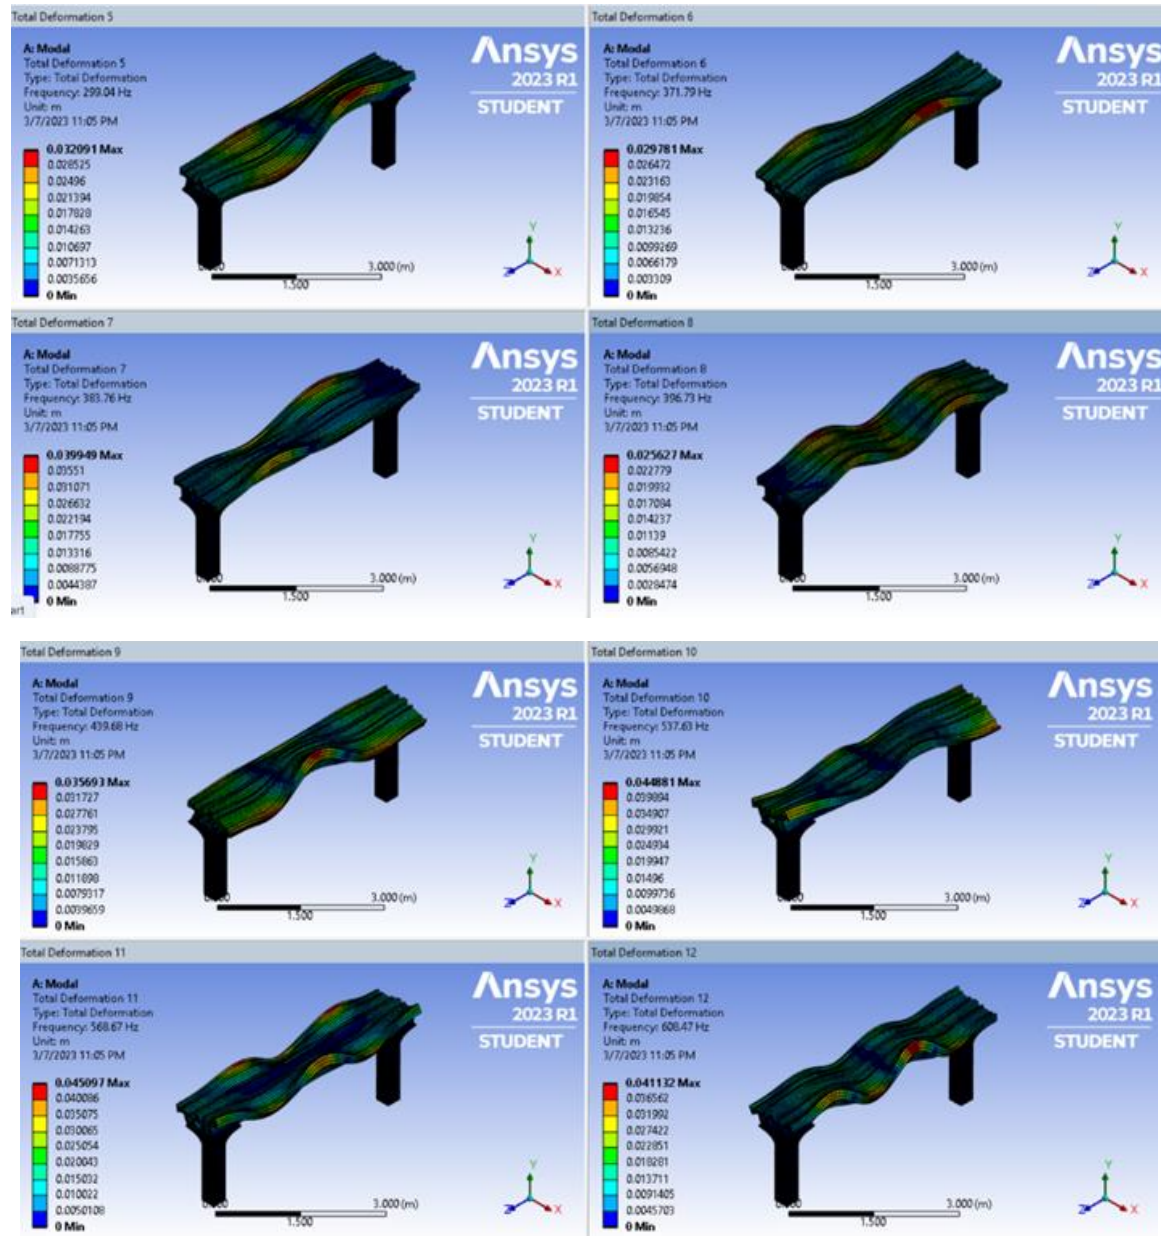 Total Deformation 5
A: Modal
Total Deformation 5
Type: Total Deformation
Frequency: 299.04 Hz
Unit: m
3/7/2023 11:05 PM
0.032091 Max
0.028525
0.02496
0.021394
0.017828
0.014263
0.010697
0.0071313
0.0035656
0 Min
Ansys
2023 R1
STUDENT
Y
Z
X
3.000 (m)
1.500
Total Deformation 6
A: Modal
Total Deformation 6
Type: Total Deformation
Frequency: 371.79 Hz
Unit: m
3/7/2023 11:05 PM
0.029781 Max
0.026472
0.023163
0.019854
0.016545
0.013236
0.0099269
0.0066179
0.003309
0 Min
Ansys
2023 R1
STUDENT
Y
Z
X
3.000 (m)
1.500
Total Deformation 7
A: Modal
Total Deformation 7
Type: Total Deformation
Frequency: 383.76 Hz
Unit: m
3/7/2023 11:05 PM
0.039949 Max
0.03551
0.031071
0.026632
0.022194
0.017755
0.013316
0.0088775
0.0044387
0 Min
Ansys
2023 R1
STUDENT
Y
Z
X
3.000 (m)
1.500
Total Deformation 8
A: Modal
Total Deformation 8
Type: Total Deformation
Frequency: 396.73 Hz
Unit: m
3/7/2023 11:05 PM
0.025627 Max
0.022779
0.019932
0.017084
0.014237
0.01139
0.0085422
0.0056948
0.0028474
0 Min
Ansys
2023 R1
STUDENT
Y
Z
X
3.000 (m)
1.500
Total Deformation 9
A: Modal
Total Deformation 9
Type: Total Deformation
Frequency: 439.68 Hz
Unit: m
3/7/2023 11:05 PM
0.035693 Max
0.031727
0.027761
0.023795
0.019829
0.015863
0.011898
0.0079317
0.0039659
0 Min
Ansys
2023 R1
STUDENT
Y
Z
X
3.000 (m)
1.500
Total Deformation 10
A: Modal
Total Deformation 10
Type: Total Deformation
Frequency: 537.63 Hz
Unit: m
3/7/2023 11:05 PM
0.044881 Max
0.039894
0.034907
0.029921
0.024934
0.019947
0.01496
0.0099736
0.0049868
0 Min
Ansys
2023 R1
STUDENT
Y
Z
X
3.000 (m)
1.500
Total Deformation 11
A: Modal
Total Deformation 11
Type: Total Deformation
Frequency: 568.67 Hz
Unit: m
3/7/2023 11:05 PM
0.045097 Max
0.040086
0.035075
0.030065
0.025054
0.020043
0.015032
0.010022
0.0050108
0 Min
Ansys
2023 R1
STUDENT
Y
Z
X
3.000 (m)
1.500
Total Deformation 12
A: Modal
Total Deformation 12
Type: Total Deformation
Frequency: 608.47 Hz
Unit: m
3/7/2023 11:05 PM
0.041132 Max
0.036562
0.031992
0.027422
0.022851
0.018281
0.013711
0.0091405
0.0045703
0 Min
Ansys
2023 R1
STUDENT
Y
Z
X
3.000 (m)
1.500